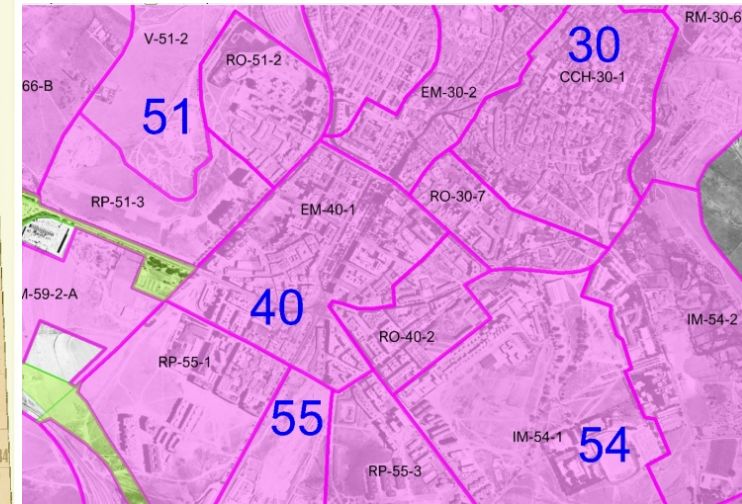 V-51-2
RM-30-6
30
RO-51-2
CCH-30-1
66-B
EM-30-2
51
RP-51-3
RO-30-7
EM-40-1
M-59-2-A
40
IM-54-2
RO-40-2
RP-55-1
55
IM-54-1
54
RP-55-3